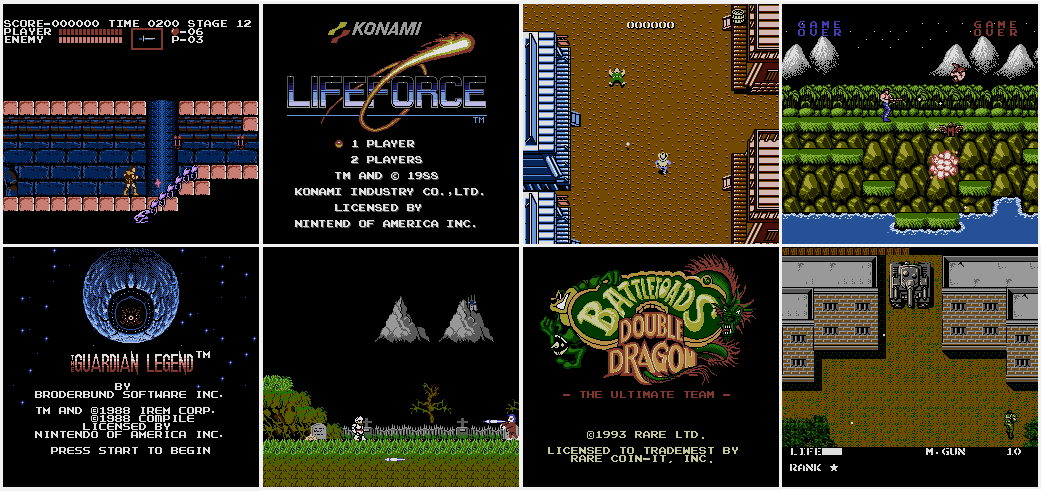 SCORE-000000 TIME 0200 STAGE 12
PLAYER
ENEMY
-06
P-03
KONAMI
LIFEFORCE
TM
1 PLAYER
2 PLAYERS
TM AND © 1988
KONAMI INDUSTRY CO.,LTD.
LICENSED BY
NINTEND OF AMERICA INC.
000000
GAME
OVER
GAME
OVER
M
THE GUARDIAN LEGEND™
BY
BRODERBUND SOFTWARE INC.
TM AND ©1988 IREM CORP.
©1988 COMPILE
LICENSED BY
NINTENDO OF AMERICA INC.
PRESS START TO BEGIN
BATTLETOADS
DOUBLE
DRAGON
- THE ULTIMATE TEAM -
©1993 RARE LTD.
LICENSED TO TRADEWEST BY
RARE COIN-IT, INC.
LIFE
M.GUN 10
RANK ★